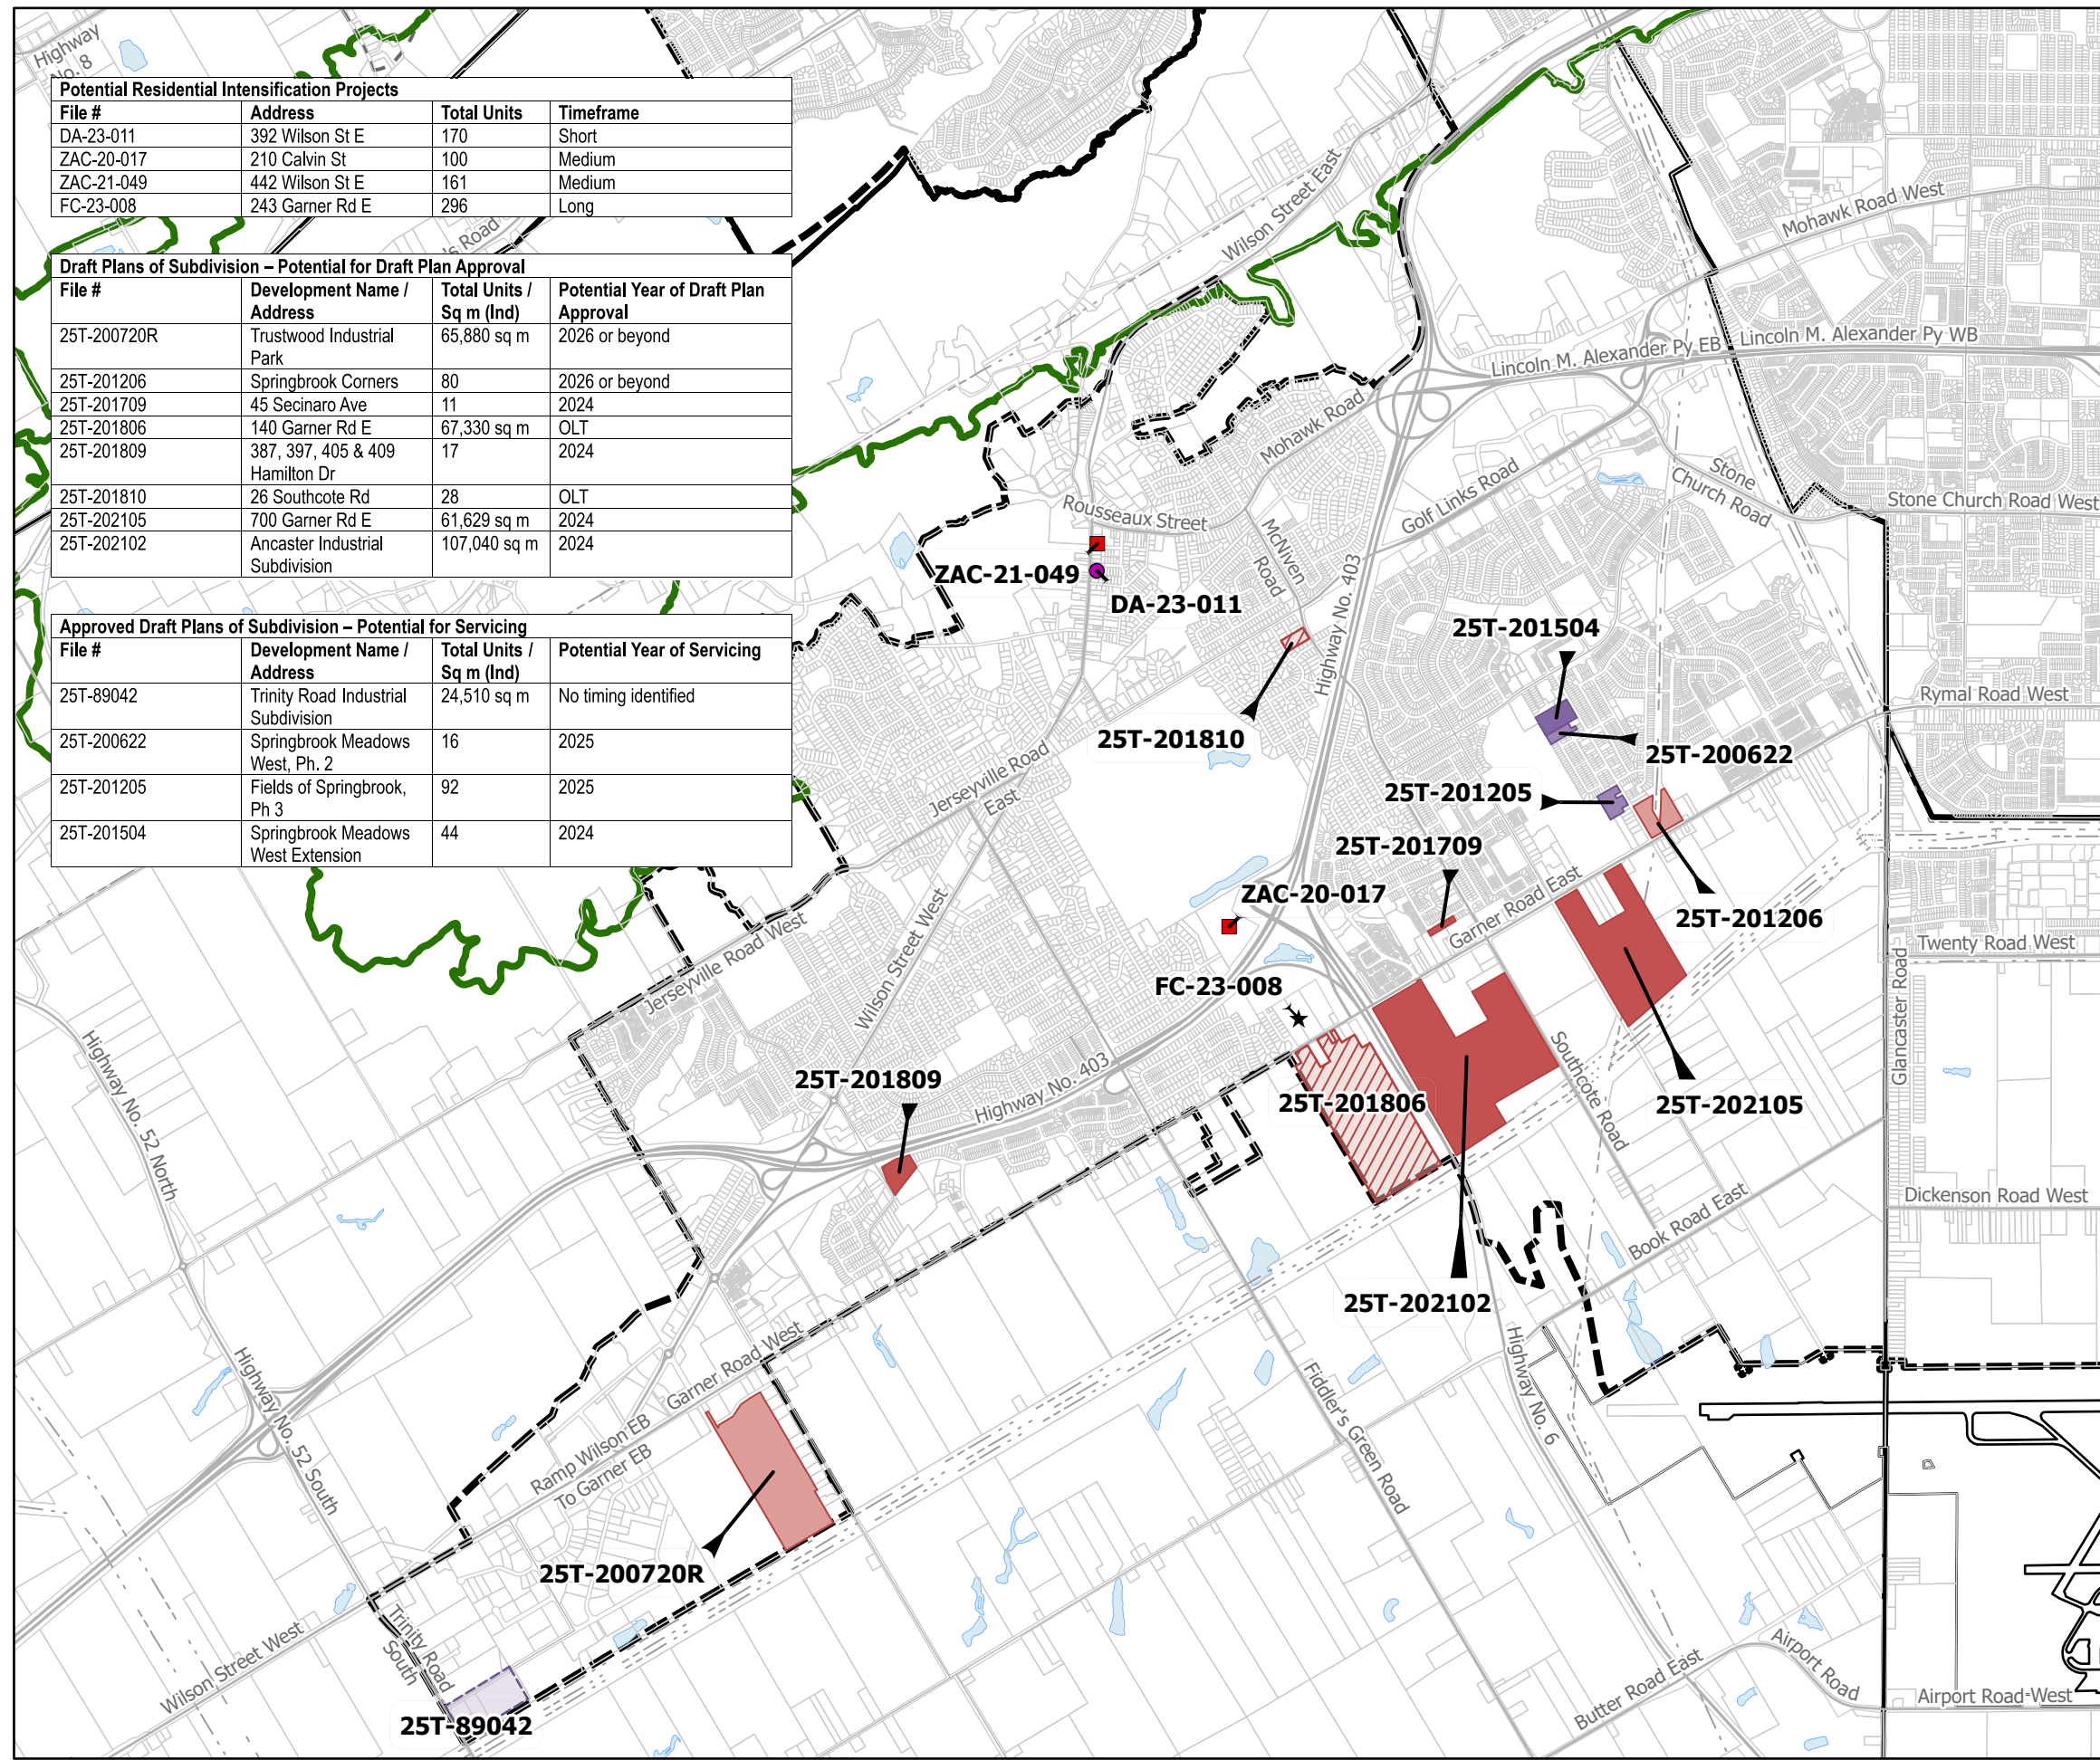 Highway
No. 8
Potential Residential Intensification Projects
File # Address Total Units Timeframe
DA-23-011 392 Wilson St E 170 Short
ZAC-20-017 210 Calvin St 100 Medium
ZAC-21-049 442 Wilson St E 161 Medium
FC-23-008 243 Garner Rd E 296 Long
Road
Draft Plans of Subdivision – Potential for Draft Plan Approval
File # Development Name / Total Units / Potential Year of Draft Plan
Address Sq m (Ind) Approval
25T-200720R Trustwood Industrial 65,880 sq m 2026 or beyond
Park
25T-201206 Springbrook Corners 80 2026 or beyond
25T-201709 45 Secinaro Ave 11 2024
25T-201806 140 Garner Rd E 67,330 sq m OLT
25T-201809 387, 397, 405 & 409 17 2024
Hamilton Dr
25T-201810 26 Southcote Rd 28 OLT
25T-202105 700 Garner Rd E 61,629 sq m 2024
25T-202102 Ancaster Industrial 107,040 sq m 2024
Subdivision
Approved Draft Plans of Subdivision – Potential for Servicing
File # Development Name / Total Units / Potential Year of Servicing
Address Sq m (Ind)
25T-89042 Trinity Road Industrial 24,510 sq m No timing identified
Subdivision
25T-200622 Springbrook Meadows 16 2025
West, Ph. 2
25T-201205 Fields of Springbrook, 92 2025
Ph 3
25T-201504 Springbrook Meadows 44 2024
West Extension
Wilson Street East
Mohawk Road West
Lincoln M. Alexander Py EB
Lincoln M. Alexander Py WB
Mohawk Road
Golf Links Road
Stone
Church Road
Stone Church Road West
Rousseaux Street
McNiven
Road
Highway No. 403
ZAC-21-049
DA-23-011
25T-201504
25T-201810
25T-200622
Rymal Road West
Jerseyville Road
East
25T-201205
25T-201709
ZAC-20-017
Garner Road East
25T-201206
Twenty Road West
Jerseyville Road West
Wilson Street West
FC-23-008
Glancaster Road
Highway No. 52 North
25T-201809
Highway No. 403
25T-201806
Southcote Road
25T-202105
Dickenson Road West
Book Road East
25T-202102
Highway No. 52 South
Garner Road West
Fiddler's Green Road
Highway No. 6
Ramp Wilson EB
To Garner EB
25T-200720R
Wilson Street West
Trinity Road
South
25T-89042
Butter Road East
Airport Road
Airport Road West